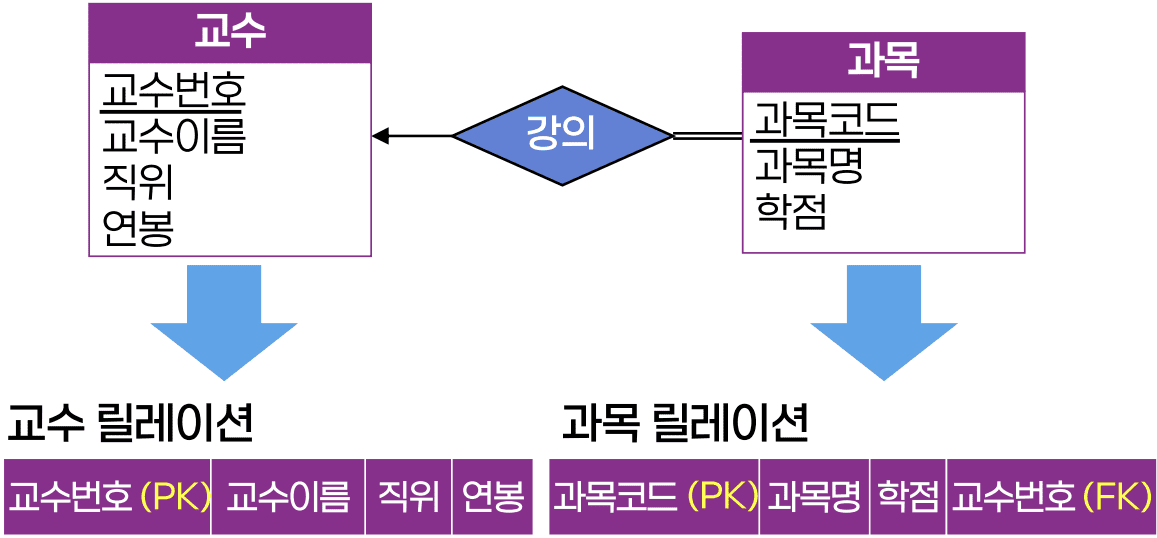 교수
교수번호
교수이름
직위
연봉
강의
과목
과목코드
과목명
학점
교수 릴레이션
교수번호 (PK) 교수이름 직위 연봉
과목 릴레이션
과목코드 (PK) 과목명 학점 교수번호 (FK)